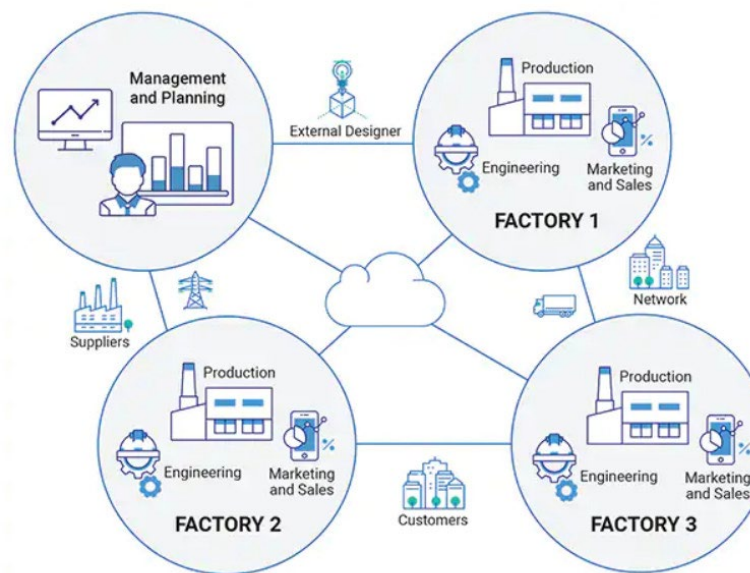 Management
and Planning
External Designer
Production
Engineering
Marketing
and Sales
FACTORY 1
Suppliers
Network
Production
Engineering
Marketing
and Sales
FACTORY 2
Customers
Production
Engineering
Marketing
and Sales
FACTORY 3